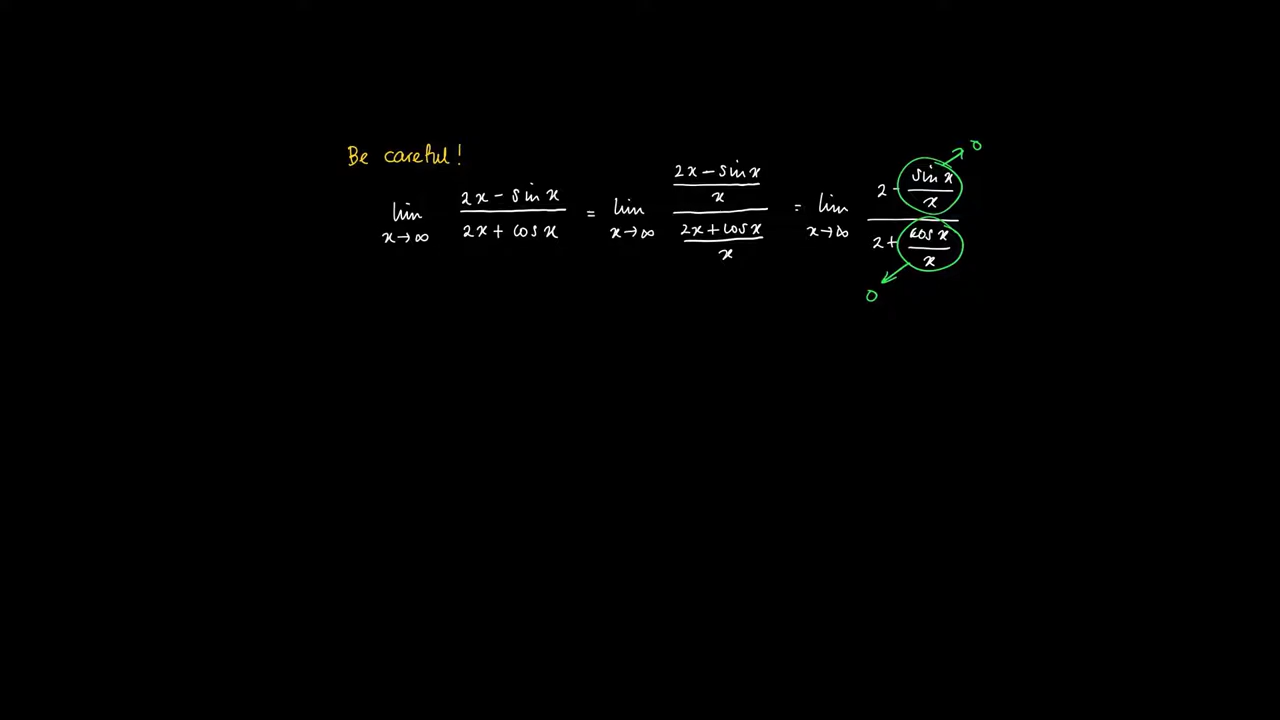 Be careful!
lim x→∞ (2x - sin x)/(2x + cos x) = lim x→∞ ((2x - sin x)/x)/((2x + cos x)/x) = lim x→∞ (2 - (sin x)/x)/(2 + (cos x)/x)
0
0